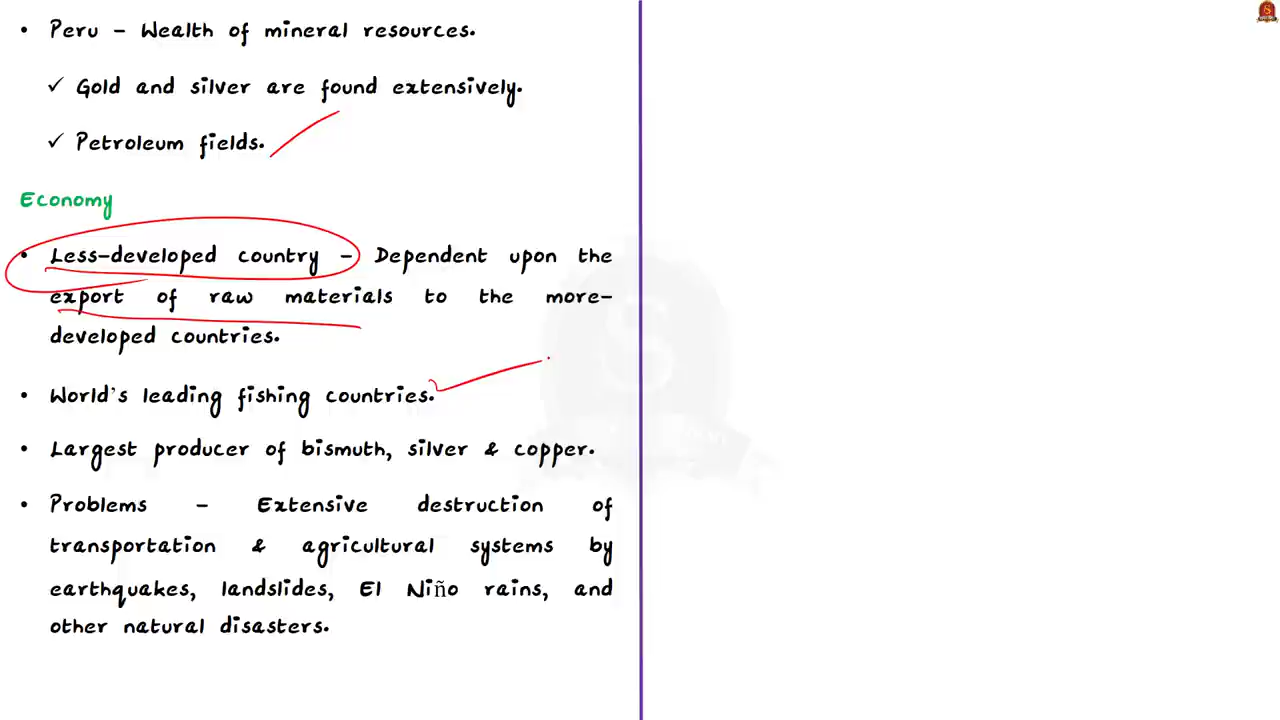 • Peru – Wealth of mineral resources.
✓ Gold and silver are found extensively.
✓ Petroleum fields.
Economy
• Less-developed country – Dependent upon the
export of raw materials to the more-
developed countries.
• World's leading fishing countries.
• Largest producer of bismuth, silver & copper.
• Problems – Extensive destruction of
transportation & agricultural systems by
earthquakes, landslides, El Niño rains, and
other natural disasters.